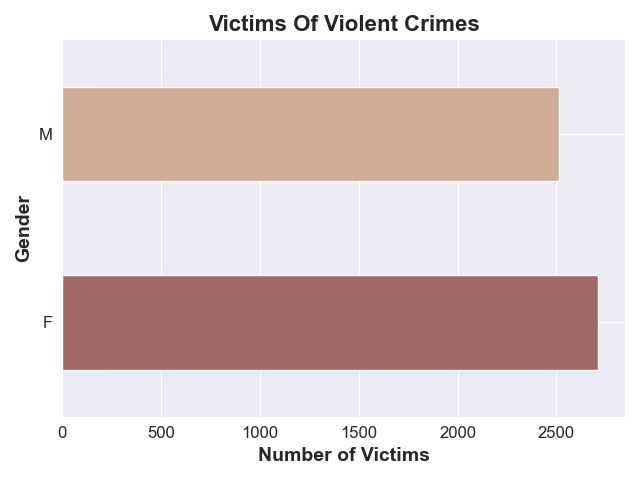 Victims Of Violent Crimes
M
Gender
F
0 500 1000 1500 2000 2500
Number of Victims